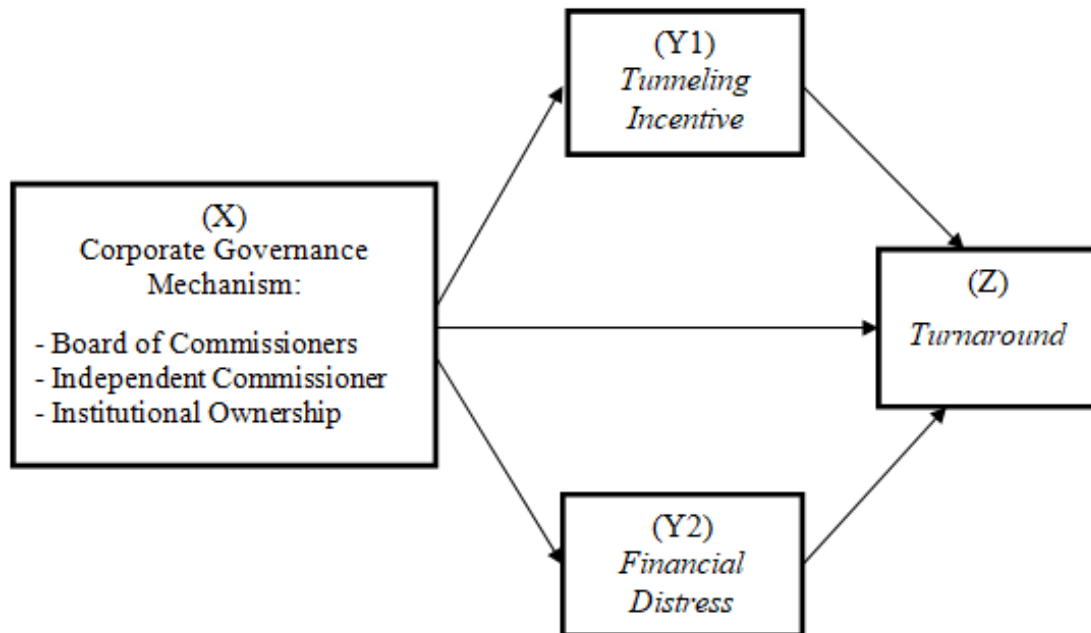 (Y1)
Tunneling
Incentive
(X)
Corporate Governance
Mechanism:
- Board of Commissioners
- Independent Commissioner
- Institutional Ownership
(Z)
Turnaround
(Y2)
Financial
Distress